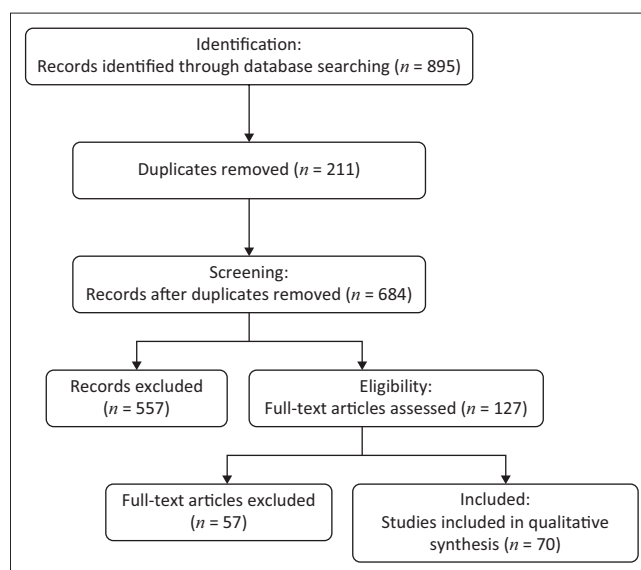 Identification:
Records identified through database searching (n = 895)
Duplicates removed (n = 211)
Screening:
Records after duplicates removed (n = 684)
Records excluded
(n = 557)
Eligibility:
Full-text articles assessed (n = 127)
Full-text articles excluded
(n = 57)
Included:
Studies included in qualitative
synthesis (n = 70)